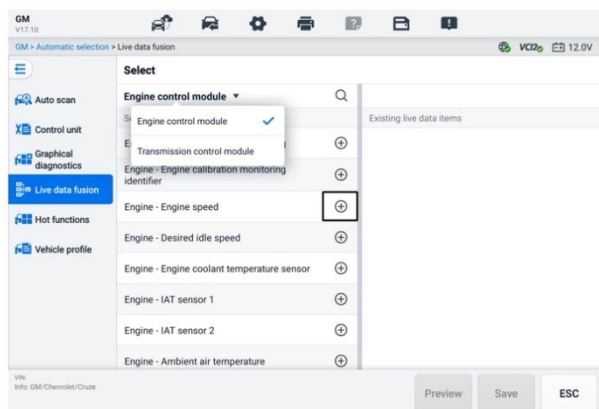 GM
V17.10
GM > Automatic selection > Live data fusion
VCI2
12.0V
Select
Auto scan
Control unit
Graphical
diagnostics
Live data fusion
Hot functions
Vehicle profile
Engine control module
Existing live data items
Engine control module
Transmission control module
Engine - Engine calibration monitoring
identifier
Engine - Engine speed
Engine - Desired idle speed
Engine - Engine coolant temperature sensor
Engine - IAT sensor 1
Engine - IAT sensor 2
Engine - Ambient air temperature
VIN:
Info: GM/Chevrolet/Cruze
Preview
Save
ESC